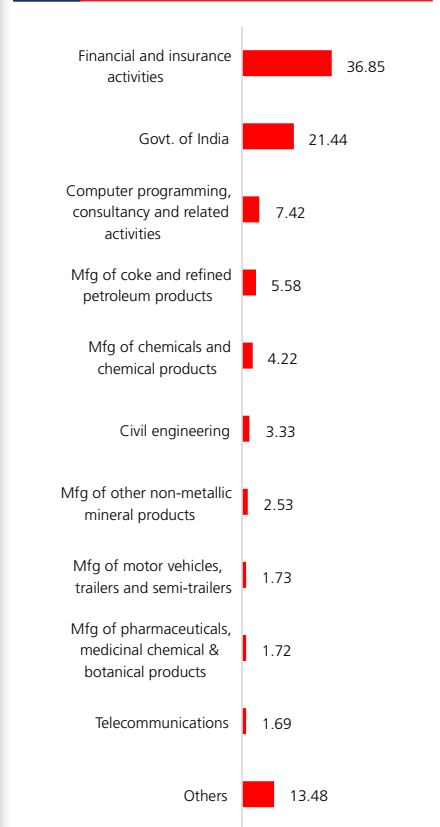 Financial and insurance
activities
36.85
Govt. of India
21.44
Computer programming,
consultancy and related
activities
7.42
Mfg of coke and refined
petroleum products
5.58
Mfg of chemicals and
chemical products
4.22
Civil engineering
3.33
Mfg of other non-metallic
mineral products
2.53
Mfg of motor vehicles,
trailers and semi-trailers
1.73
Mfg of pharmaceuticals,
medicinal chemical &
botanical products
1.72
Telecommunications
1.69
Others
13.48